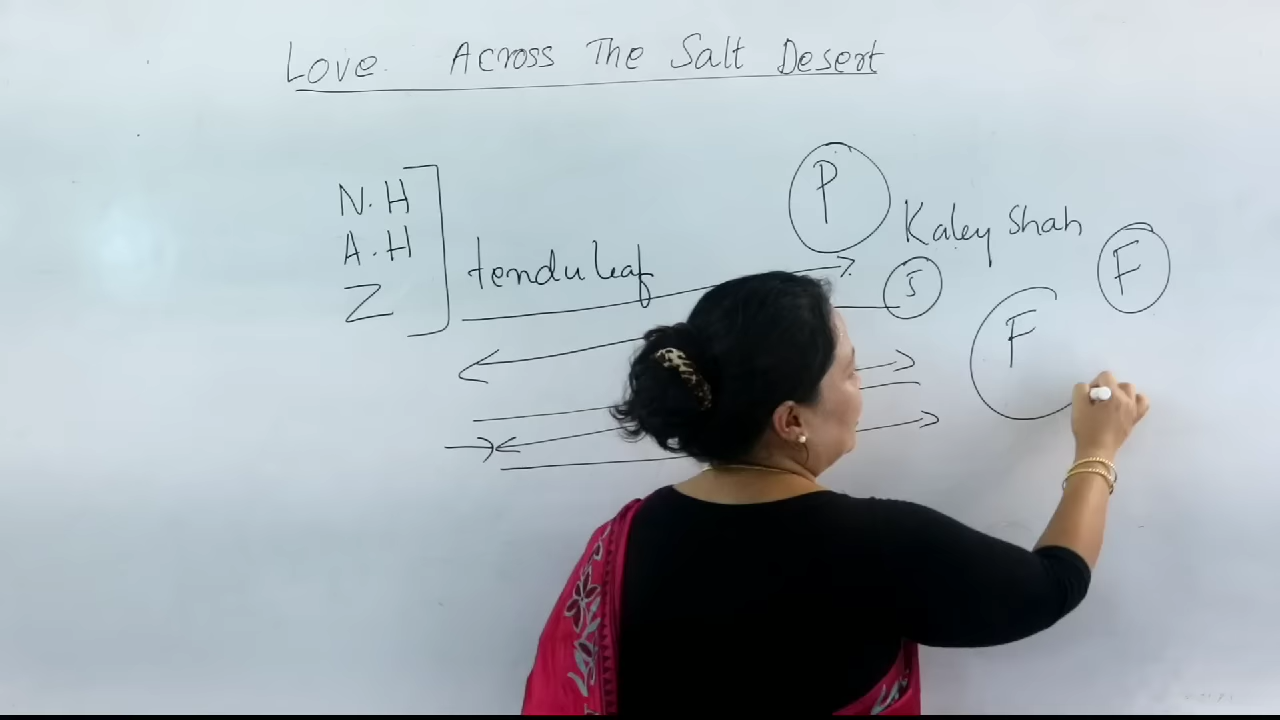 Love Across The Salt Desert
N.H
A.H
Z
tendu leaf
P
Kaley Shah
F
F